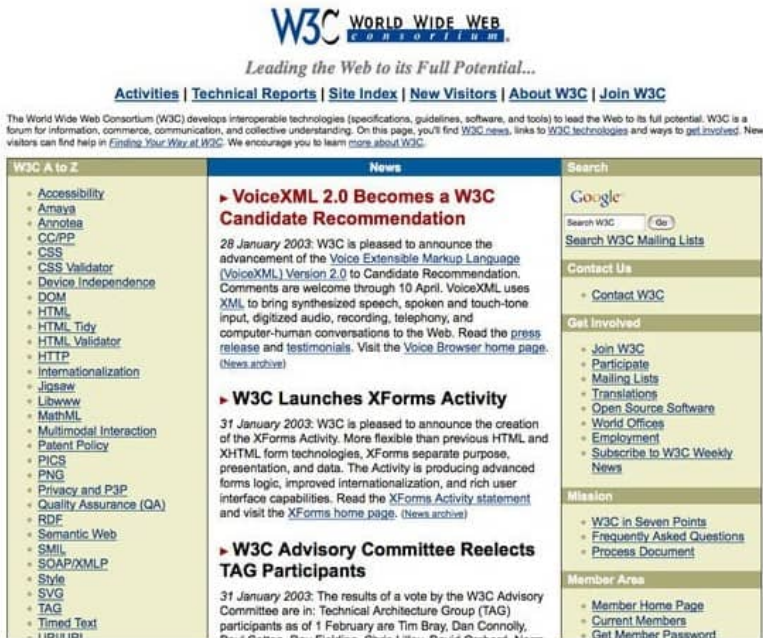 W3C WORLD WIDE WEB
consortium
Leading the Web to its Full Potential...
Activities | Technical Reports | Site Index | New Visitors | About W3C | Join W3C
The World Wide Web Consortium (W3C) develops interoperable technologies (specifications, guidelines, software, and tools) to lead the Web to its full potential. W3C is a
forum for information, commerce, communication, and collective understanding. On this page, you'll find W3C news, links to W3C technologies and ways to get involved. New
visitors can find help in Finding Your Way at W3C. We encourage you to learn more about W3C.
W3C A to Z
Accessibility
Amaya
Annotea
CC/PP
CSS
CSS Validator
Device Independence
DOM
HTML
HTML Tidy
HTML Validator
HTTP
Internationalization
Jigsaw
Libwww
MathML
Multimodal Interaction
Patent Policy
PICS
PNG
Privacy and P3P
Quality Assurance (QA)
RDF
Semantic Web
SMIL
SOAP/XMLP
Style
SVG
TAG
Timed Text
News
VoiceXML 2.0 Becomes a W3C
Candidate Recommendation
28 January 2003: W3C is pleased to announce the
advancement of the Voice Extensible Markup Language
(VoiceXML) Version 2.0 to Candidate Recommendation.
Comments are welcome through 10 April. VoiceXML uses
XML to bring synthesized speech, spoken and touch-tone
input, digitized audio, recording, telephony, and
computer-human conversations to the Web. Read the press
release and testimonials. Visit the Voice Browser home page.
(News archive)
W3C Launches XForms Activity
31 January 2003: W3C is pleased to announce the creation
of the XForms Activity. More flexible than previous HTML and
XHTML form technologies, XForms separate purpose,
presentation, and data. The Activity is producing advanced
forms logic, improved internationalization, and rich user
interface capabilities. Read the XForms Activity statement
and visit the XForms home page. (News archive)
W3C Advisory Committee Reelects
TAG Participants
31 January 2003: The results of a vote by the W3C Advisory
Committee are in: Technical Architecture Group (TAG)
participants as of 1 February are Tim Bray, Dan Connolly,
Search
Google
Search W3C Go
Search W3C Mailing Lists
Contact Us
Contact W3C
Get Involved
Join W3C
Participate
Mailing Lists
Translations
Open Source Software
World Offices
Employment
Subscribe to W3C Weekly
News
Mission
W3C in Seven Points
Frequently Asked Questions
Process Document
Member Area
Member Home Page
Current Members
Get Member Password